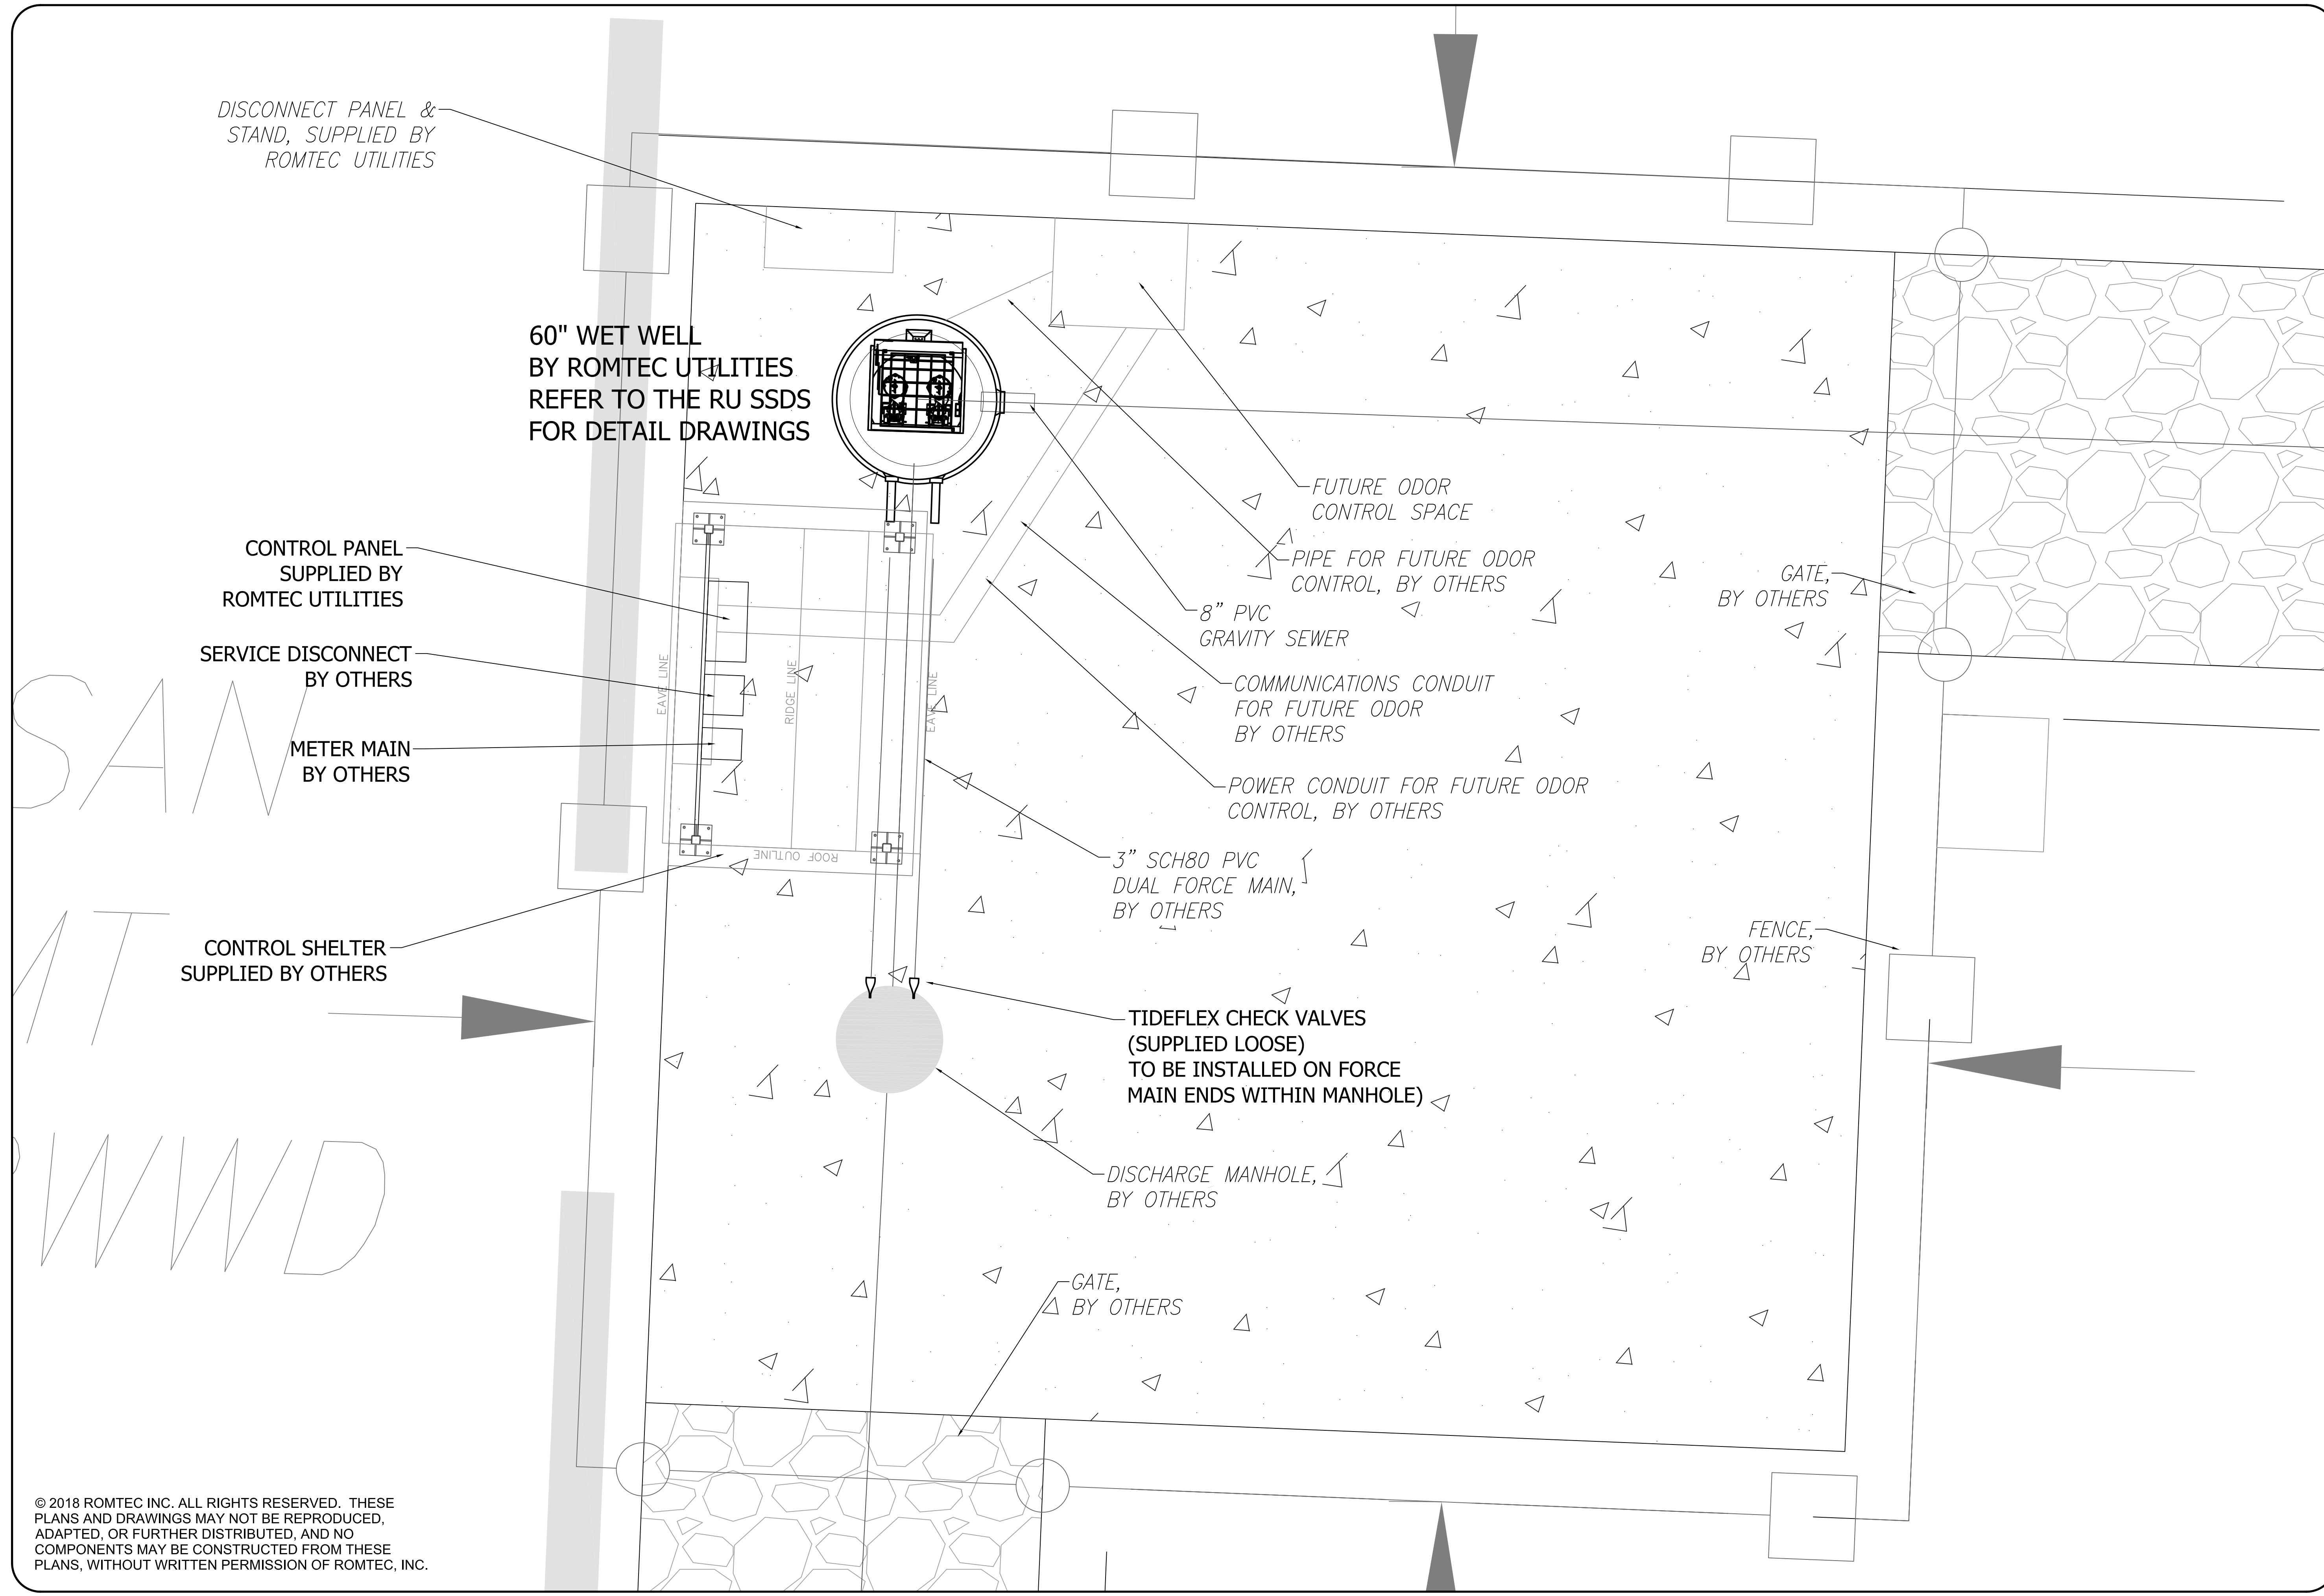 DISCONNECT PANEL &
STAND, SUPPLIED BY
ROMTEC UTILITIES
60" WET WELL
BY ROMTEC UTILITIES
REFER TO THE RU SSDS
FOR DETAIL DRAWINGS
FUTURE ODOR
CONTROL SPACE
PIPE FOR FUTURE ODOR
CONTROL, BY OTHERS
8" PVC
GRAVITY SEWER
COMMUNICATIONS CONDUIT
FOR FUTURE ODOR
BY OTHERS
POWER CONDUIT FOR FUTURE ODOR
CONTROL, BY OTHERS
3" SCH80 PVC
DUAL FORCE MAIN,
BY OTHERS
GATE,
BY OTHERS
CONTROL PANEL
SUPPLIED BY
ROMTEC UTILITIES
SERVICE DISCONNECT
BY OTHERS
METER MAIN
BY OTHERS
EAVE LINE
RIDGE LINE
EAVE LINE
ROOF OUTLINE
CONTROL SHELTER
SUPPLIED BY OTHERS
FENCE,
BY OTHERS
TIDEFLEX CHECK VALVES
(SUPPLIED LOOSE)
TO BE INSTALLED ON FORCE
MAIN ENDS WITHIN MANHOLE)
DISCHARGE MANHOLE,
BY OTHERS
GATE,
BY OTHERS
SAN
MT
WWD
© 2018 ROMTEC INC. ALL RIGHTS RESERVED. THESE
PLANS AND DRAWINGS MAY NOT BE REPRODUCED,
ADAPTED, OR FURTHER DISTRIBUTED, AND NO
COMPONENTS MAY BE CONSTRUCTED FROM THESE
PLANS, WITHOUT WRITTEN PERMISSION OF ROMTEC, INC.